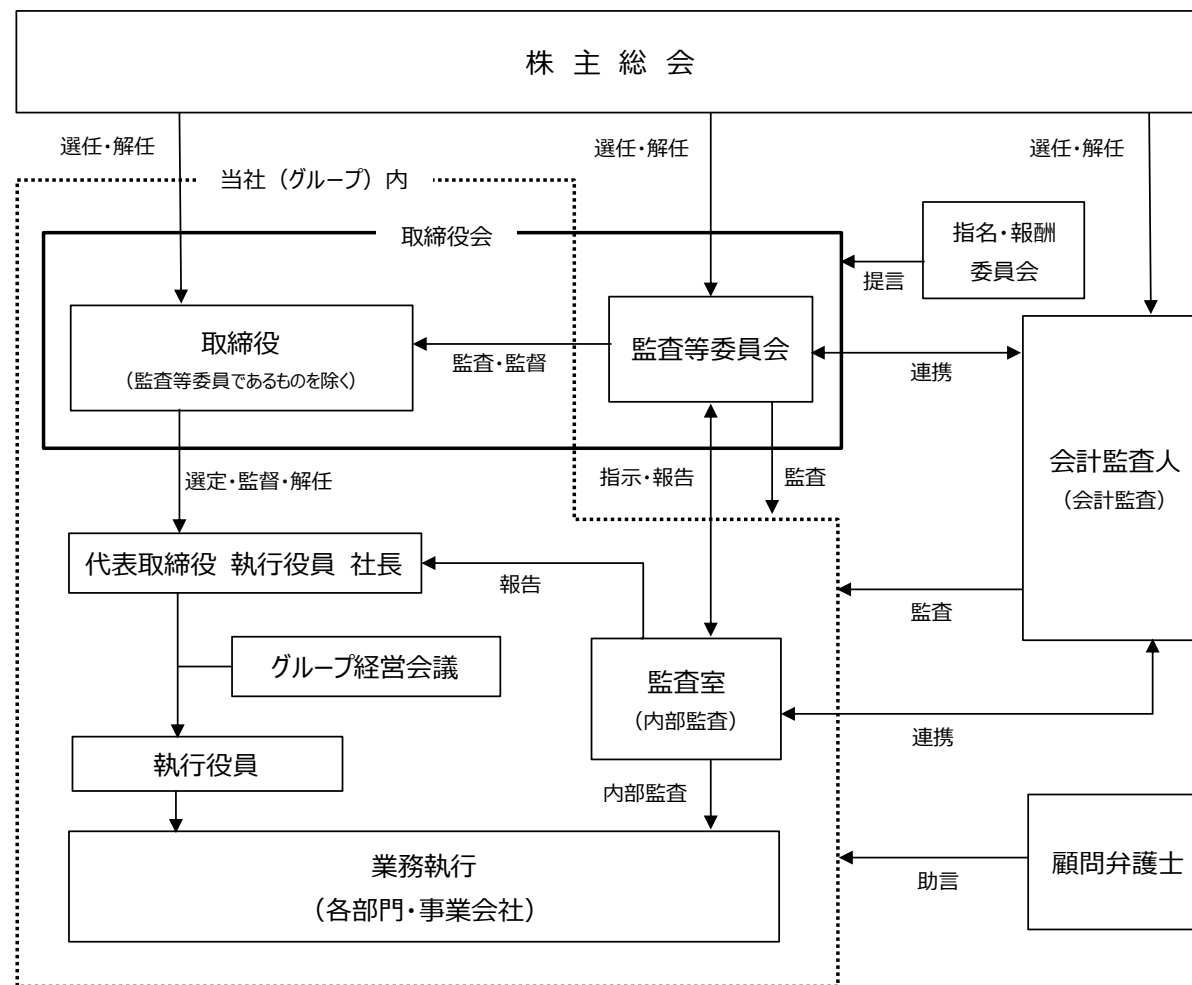 株 主 総 会
選任・解任
選任・解任
選任・解任
当社（グループ）内
取締役会
指名・報酬
委員会
提言
取締役
（監査等委員であるものを除く）
監査・監督
監査等委員会
連携
会計監査人
（会計監査）
選定・監督・解任
指示・報告
監査
代表取締役 執行役員 社長
報告
監査
グループ経営会議
監査室
（内部監査）
連携
執行役員
内部監査
業務執行
（各部門・事業会社）
助言
顧問弁護士